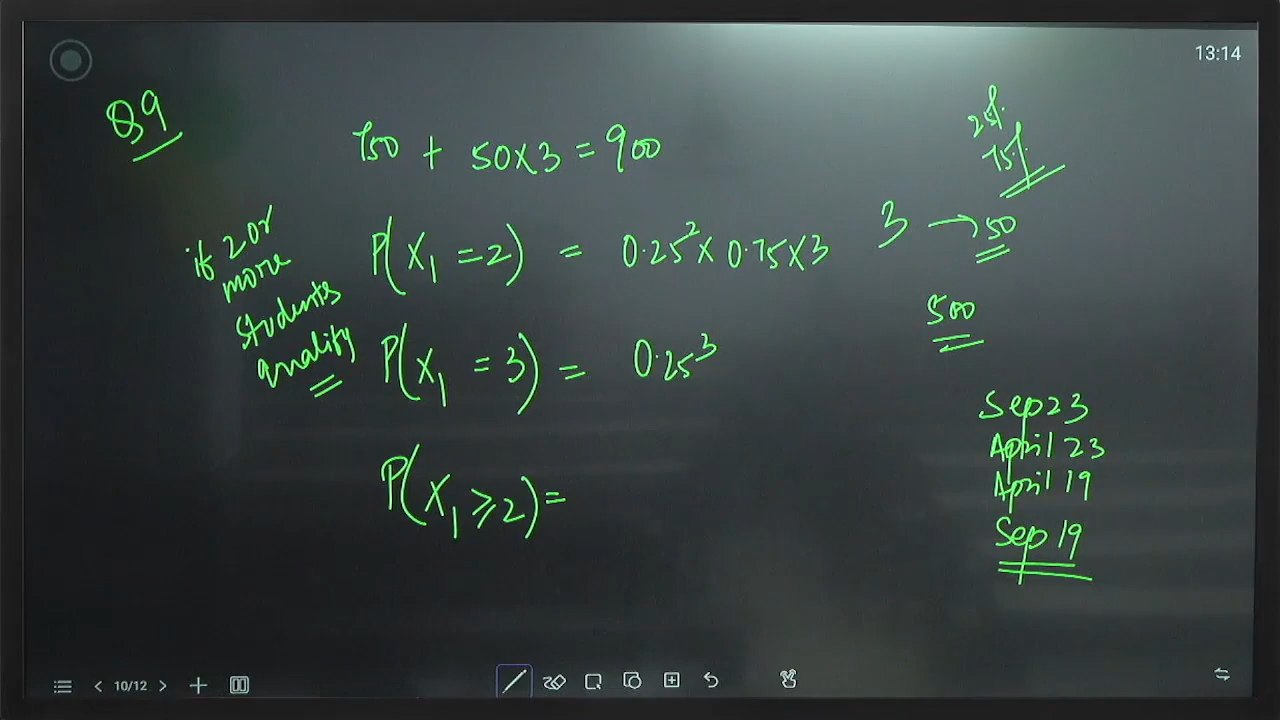 13:14
Q9
750 + 50×3 = 900
25%
75%
if 2 or
more
students
qualify
P(X₁ = 2) = 0.25² × 0.75 × 3
3 → 50
500
P(X₁ = 3) = 0.25³
P(X₁ ≥ 2) =
Sep 23
April 23
April 19
Sep 19
10/12